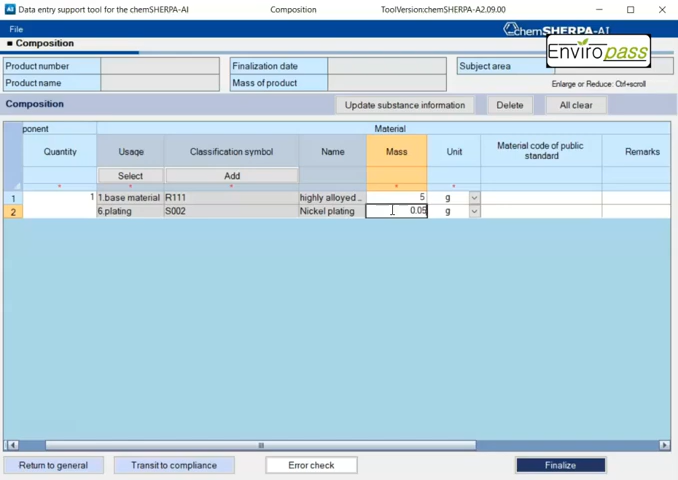 AI Data entry support tool for the chemSHERPA-AI Composition ToolVersion:chemSHERPA-A2.09.00
File chemSHERPA-AI
■ Composition Enviropass
Product number Finalization date Subject area
Product name Mass of product Enlarge or Reduce: Ctrl+scroll
Composition Update substance information Delete All clear
ponent Material
Quantity Usage Classification symbol Name Mass Unit Material code of public standard Remarks
Select Add
* * * * *
1 1 1.base material R111 highly alloyed .. 5 g
2 6.plating S002 Nickel plating 0.05 g
Return to general Transit to compliance Error check Finalize